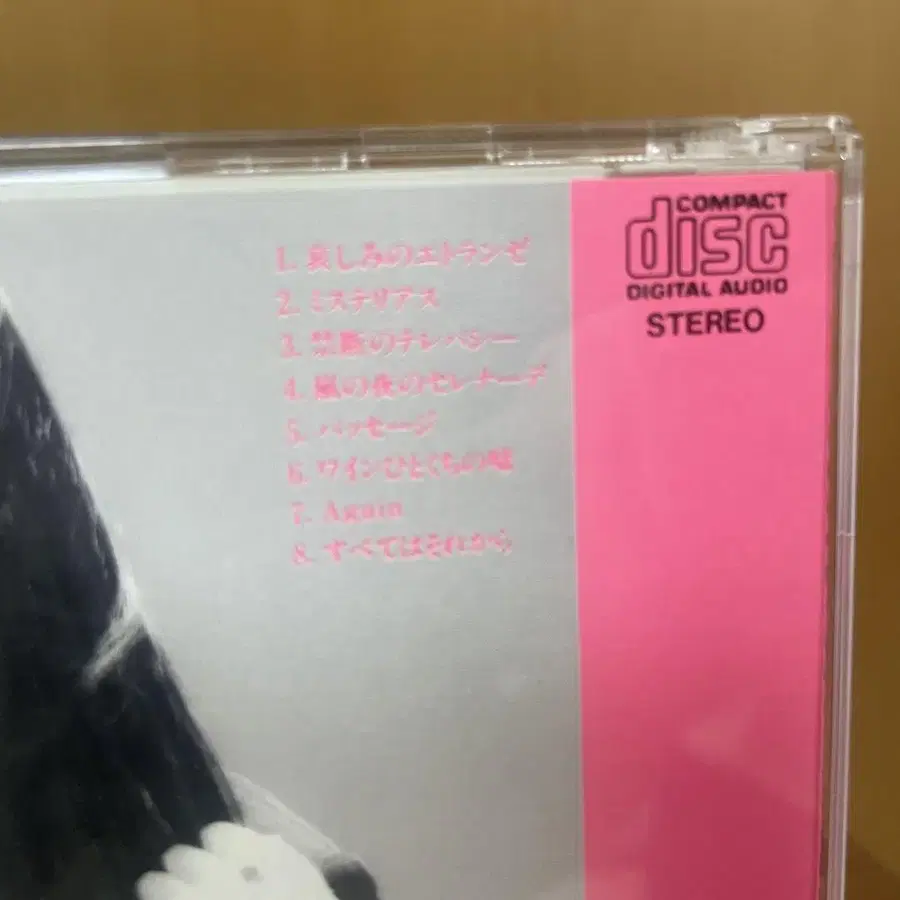 1. 哀しみのエトランゼ
2. ミステリアス
3. 禁断のテレパシー
4. 嵐の夜のセレナーデ
5. パッセージ
6. ワインひとくちの嘘
7. Again
8. すべてはそれから
COMPACT
disc
DIGITAL AUDIO
STEREO